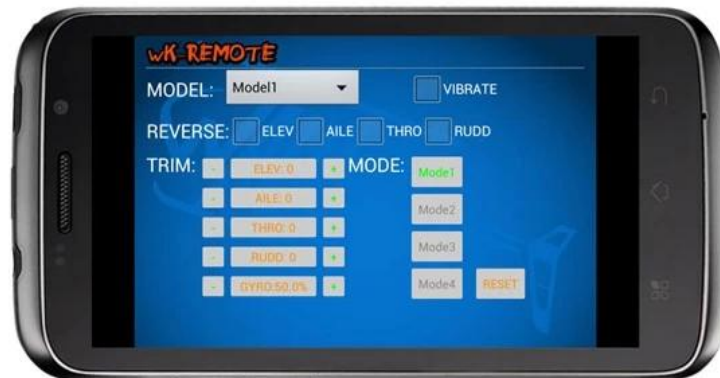 WK-REMOTE
MODEL: Model1 VIBRATE
REVERSE: ELEV AILE THRO RUDD
TRIM: - ELEV: 0 + MODE: Mode1
- AILE: 0 + Mode2
- THRO: 0 +
- RUDD: 0 + Mode3
- GYRO:50.0% + Mode4 RESET